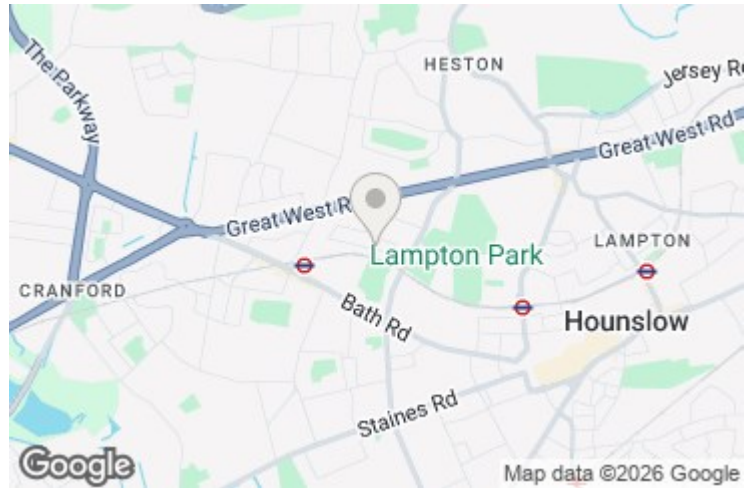 The Parkway
HESTON
Jersey Ro
Great West Rd
Great West R
Lampton Park
LAMPTON
CRANFORD
Bath Rd
Hounslow
Staines Rd
Google
Map data ©2026 Google